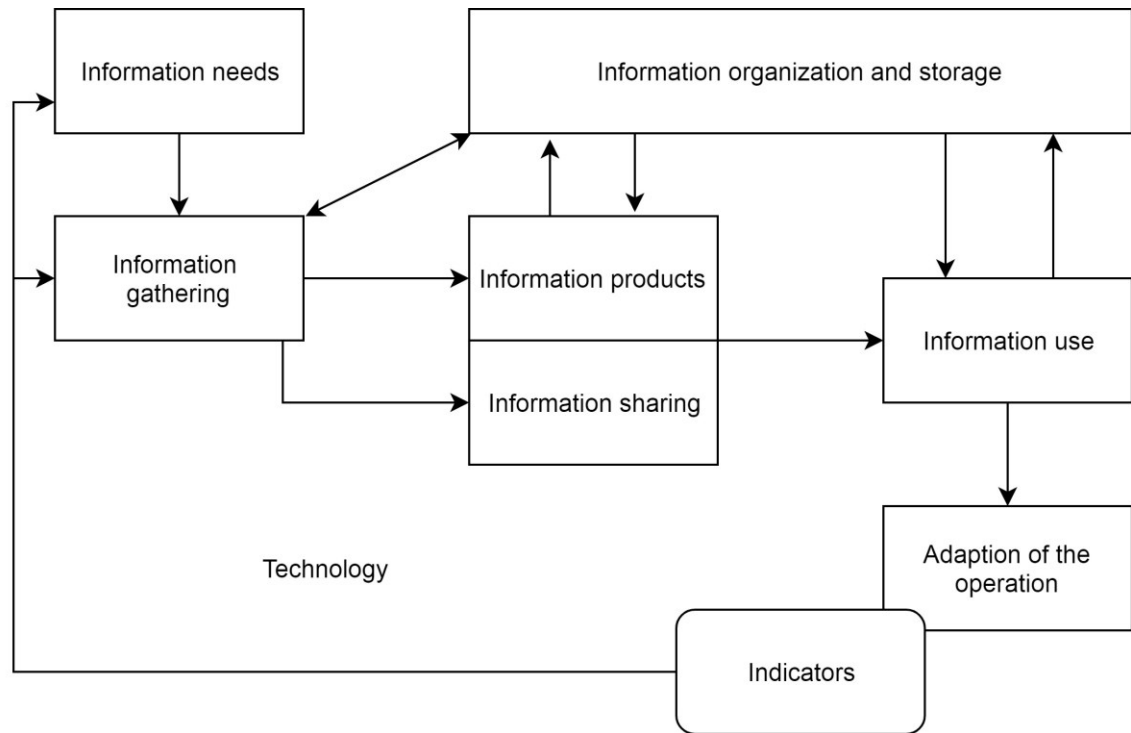 Information needs
Information organization and storage
Information
gathering
Information products
Information use
Information sharing
Technology
Adaption of the
operation
Indicators